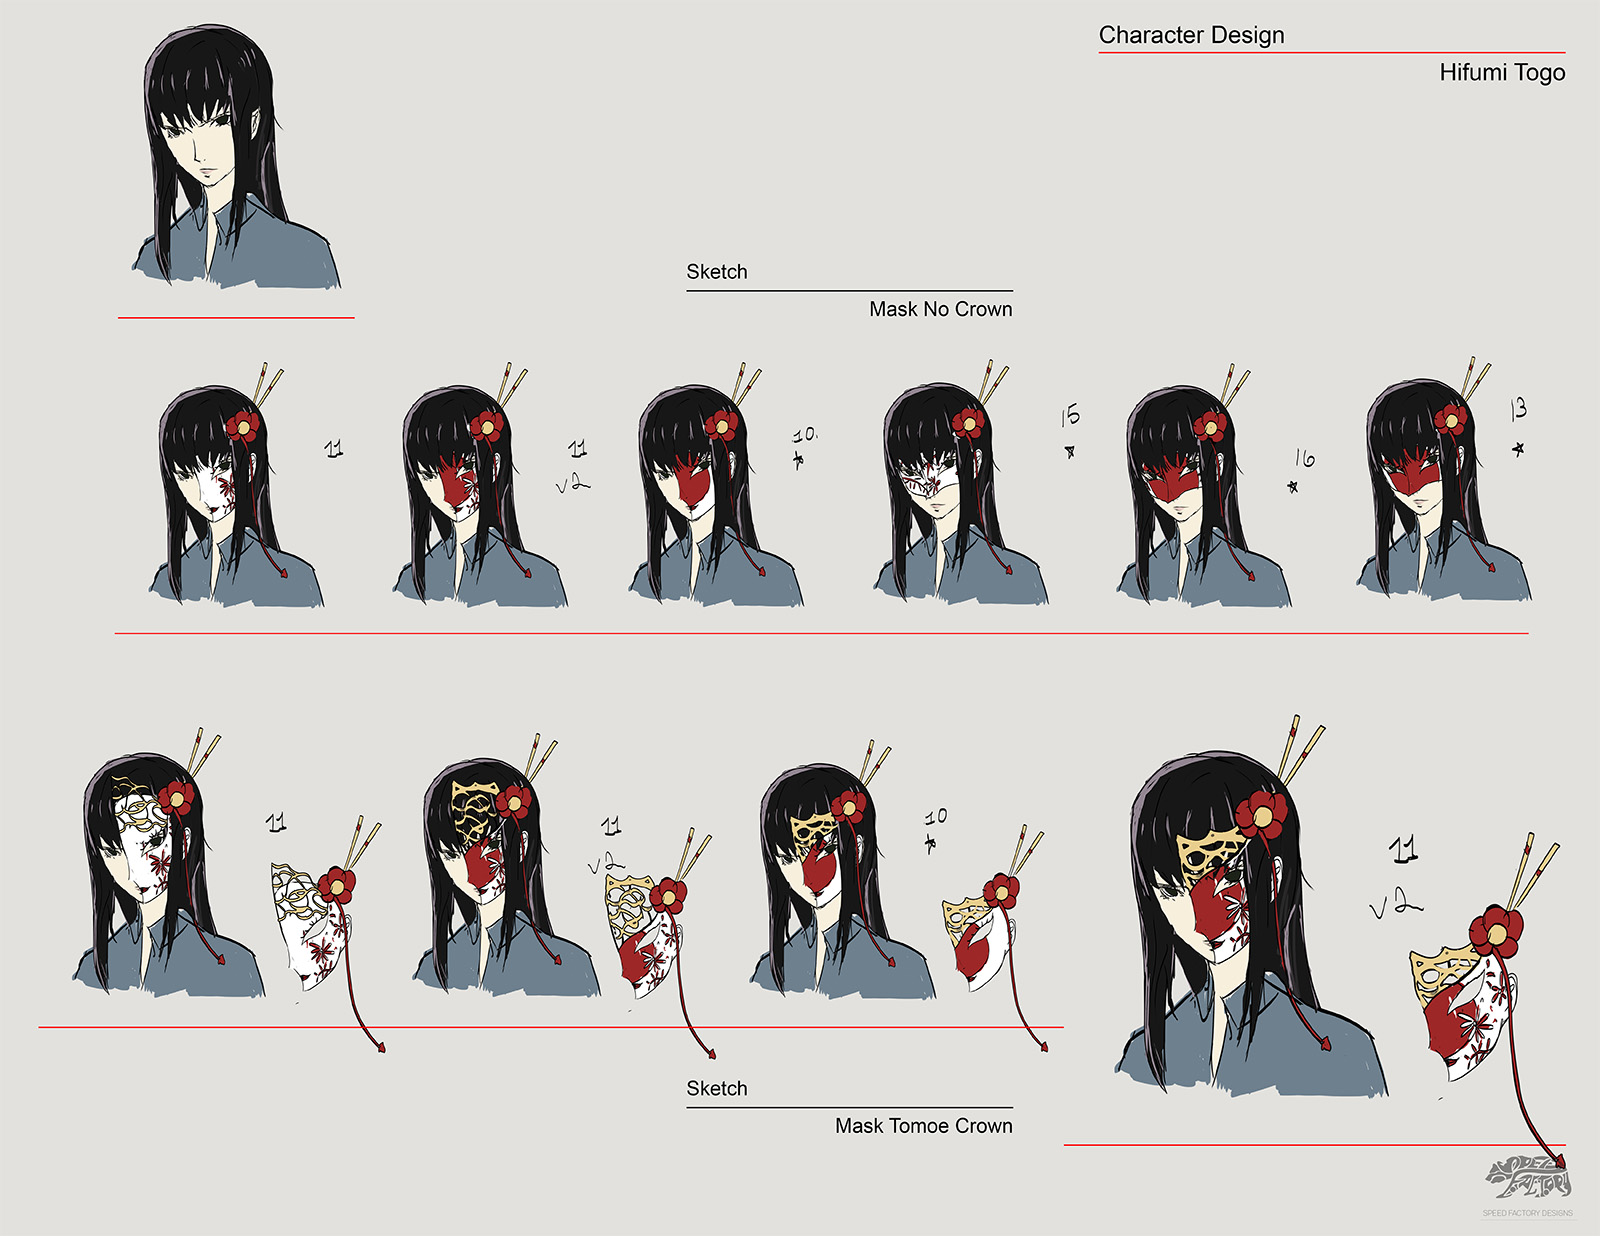 Character Design
Hifumi Togo
Sketch
Mask No Crown
11
11
v2
10.
15
16
13
11
11
v2
10
11
v2
Sketch
Mask Tomoe Crown
SPEED FACTORY
SPEED FACTORY DESIGNS